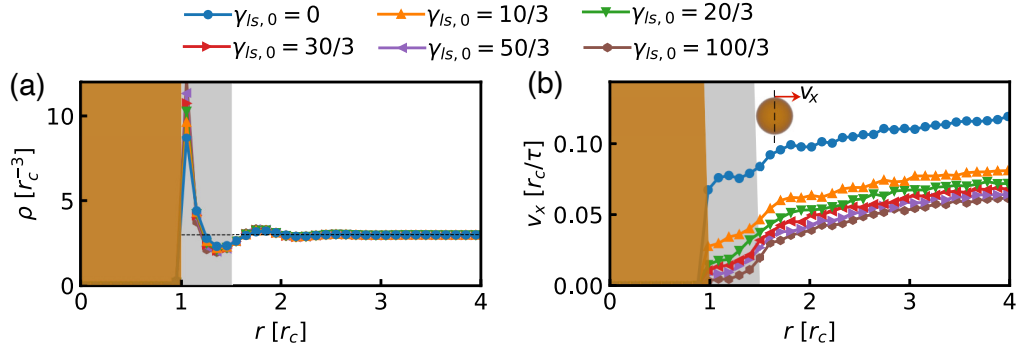 γls, 0 = 0 γls, 0 = 10/3 γls, 0 = 20/3
γls, 0 = 30/3 γls, 0 = 50/3 γls, 0 = 100/3
(a)
10
5
0
ρ [rc⁻³]
0 1 2 3 4
r [rc]
(b)
vx
0.10
0.05
0.00
vx [rc/τ]
0 1 2 3 4
r [rc]